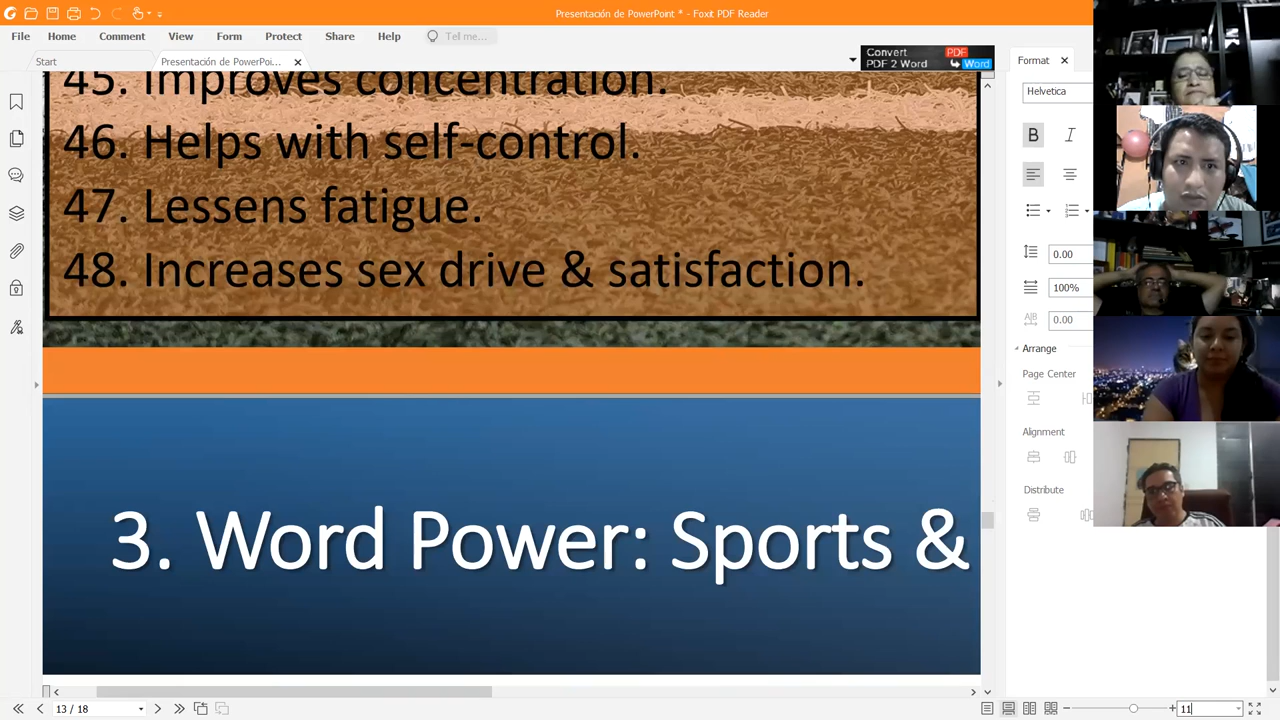 Presentación de PowerPoint * - Foxit PDF Reader
File Home Comment View Form Protect Share Help Tell me...
Start
Presentación de PowerPoi...
Convert PDF
PDF 2 Word Word
Format
Helvetica
B I
45. Improves concentration.
46. Helps with self-control.
47. Lessens fatigue.
48. Increases sex drive & satisfaction.
3. Word Power: Sports &
0.00
100%
A|B 0.00
Arrange
Page Center
Alignment
Distribute
13 / 18
11